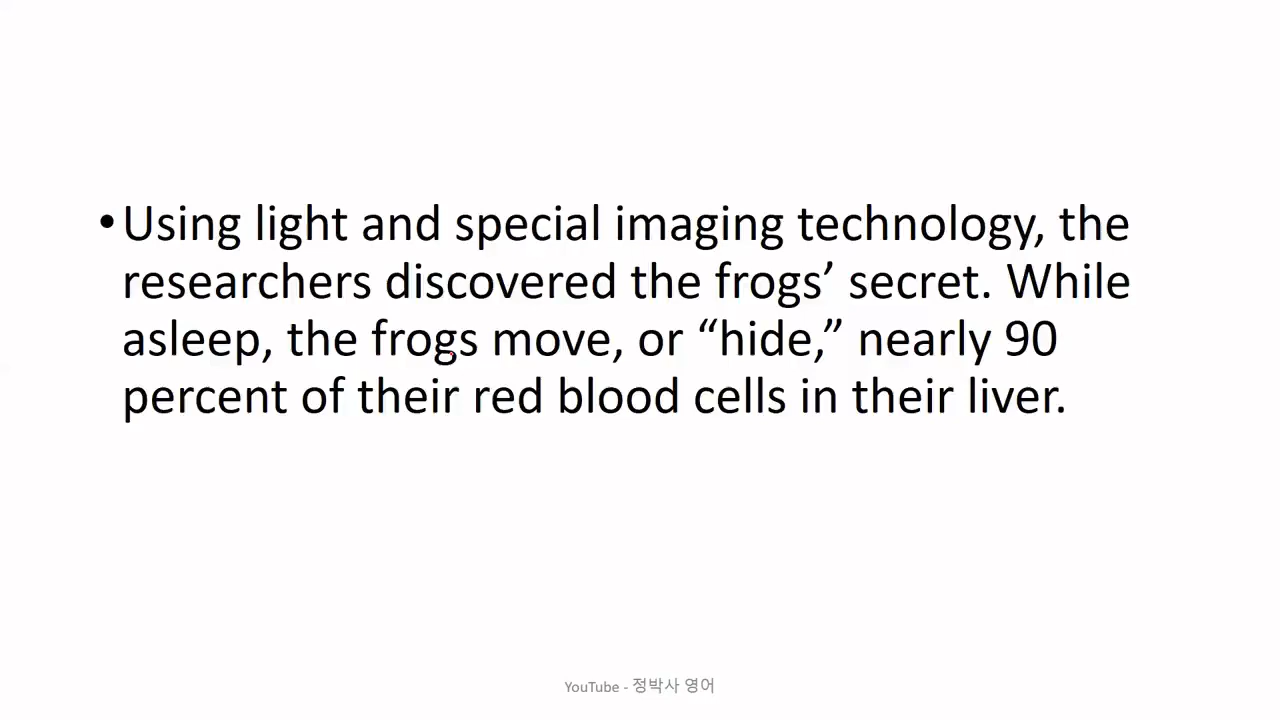 •Using light and special imaging technology, the
researchers discovered the frogs’ secret. While
asleep, the frogs move, or “hide,” nearly 90
percent of their red blood cells in their liver.
YouTube - 정박사 영어